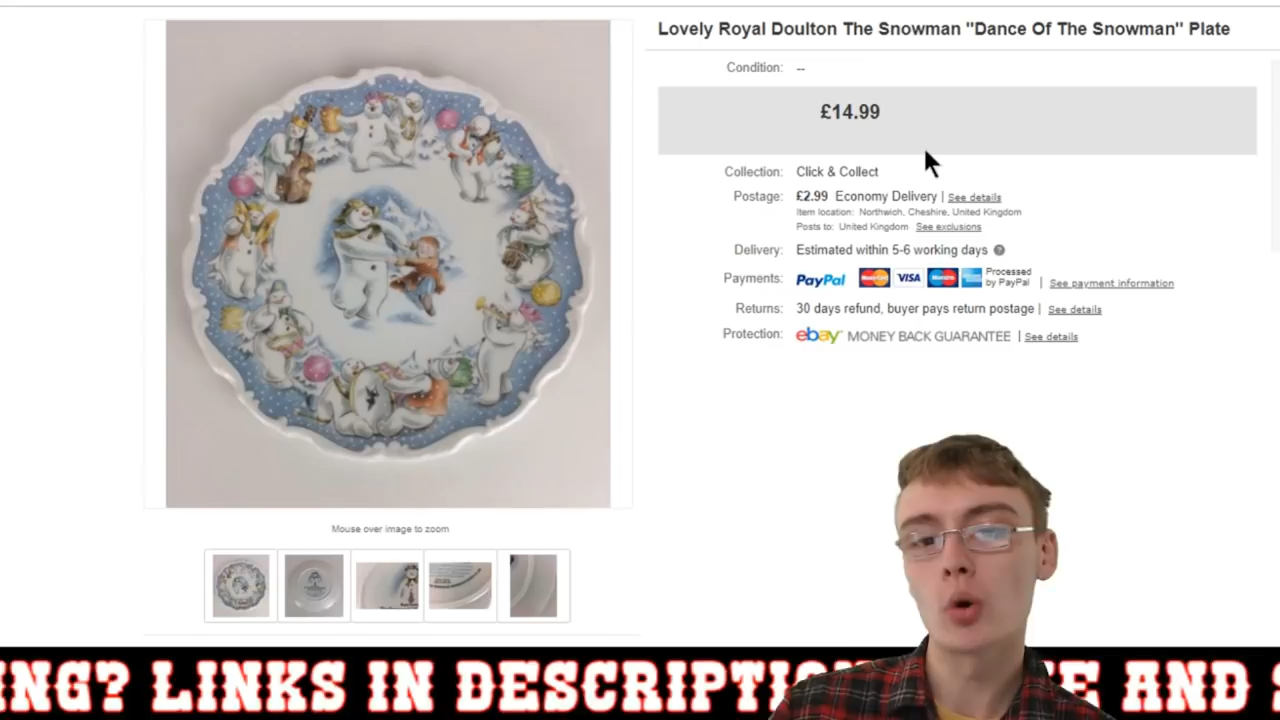 Lovely Royal Doulton The Snowman "Dance Of The Snowman" Plate
Condition: --
£14.99
Collection: Click & Collect
Postage: £2.99 Economy Delivery | See details
Item location: Northwich, Cheshire, United Kingdom
Posts to: United Kingdom See exclusions
Delivery: Estimated within 5-6 working days ?
Payments: PayPal MasterCard VISA Maestro Processed by PayPal | See payment information
Returns: 30 days refund, buyer pays return postage | See details
Protection: ebay MONEY BACK GUARANTEE | See details
Mouse over image to zoom
ING? LINKS IN DESCRIPTI E AND S